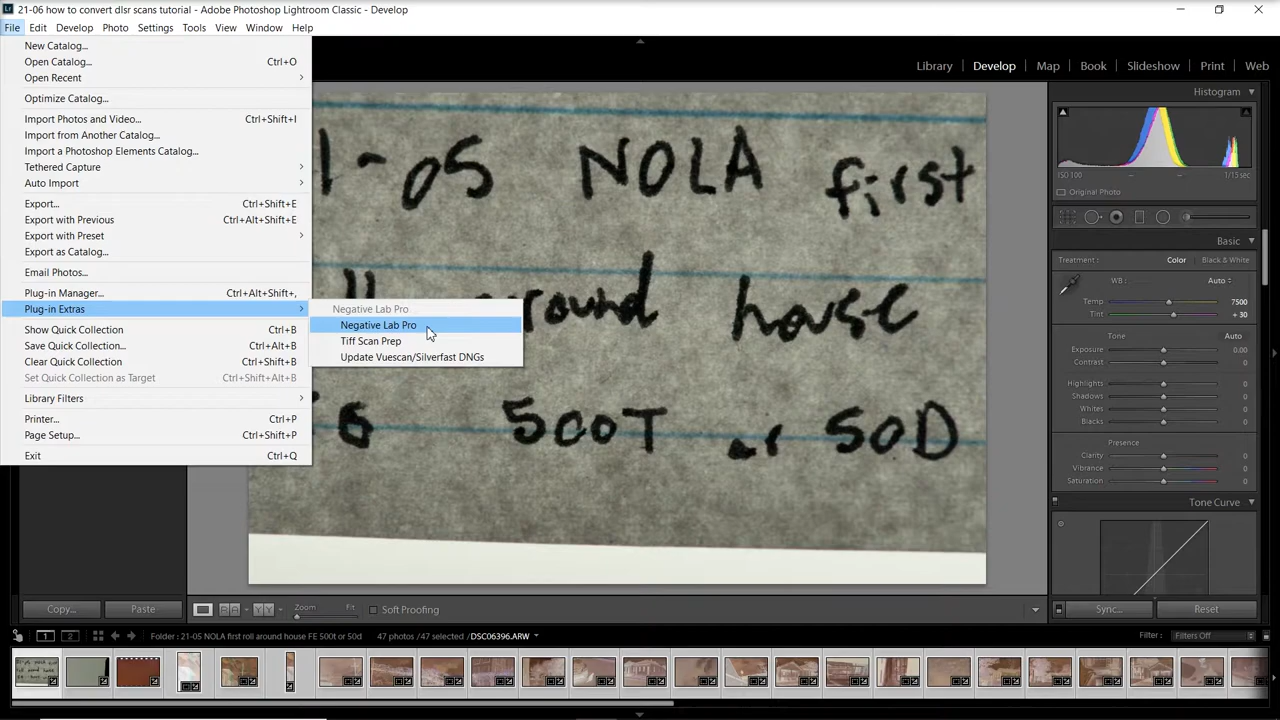 21-06 how to convert dlsr scans tutorial - Adobe Photoshop Lightroom Classic - Develop
File Edit Develop Photo Settings Tools View Window Help
New Catalog...
Open Catalog... Ctrl+O
Open Recent
Optimize Catalog...
Import Photos and Video... Ctrl+Shift+I
Import from Another Catalog...
Import a Photoshop Elements Catalog...
Tethered Capture
Auto Import
Export... Ctrl+Shift+E
Export with Previous Ctrl+Alt+Shift+E
Export with Preset
Export as Catalog...
Email Photos...
Plug-in Manager... Ctrl+Alt+Shift+,
Plug-in Extras
Show Quick Collection Ctrl+B
Save Quick Collection... Ctrl+Alt+B
Clear Quick Collection Ctrl+Shift+B
Set Quick Collection as Target Ctrl+Shift+Alt+B
Library Filters
Printer... Ctrl+P
Page Setup... Ctrl+Shift+P
Exit Ctrl+Q
Negative Lab Pro
Negative Lab Pro
Tiff Scan Prep
Update Vuescan/Silverfast DNGs
Library Develop Map Book Slideshow Print Web
-05 NOLA first
around house
500T or 50D
Histogram
ISO 100 1/13 sec
Original Photo
Basic
Treatment: Color Black & White
WB: Auto
Temp 7500
Tint + 30
Tone Auto
Exposure 0.00
Contrast 0
Highlights 0
Shadows 0
Whites 0
Blacks 0
Presence
Clarity 0
Vibrance 0
Saturation 0
Tone Curve
Copy... Paste Zoom Fit Soft Proofing Sync... Reset
1 2 Folder : 21-05 NOLA first roll around house FE 500t or 50d 47 photos /47 selected /DSC06396.ARW Filter : Filters Off